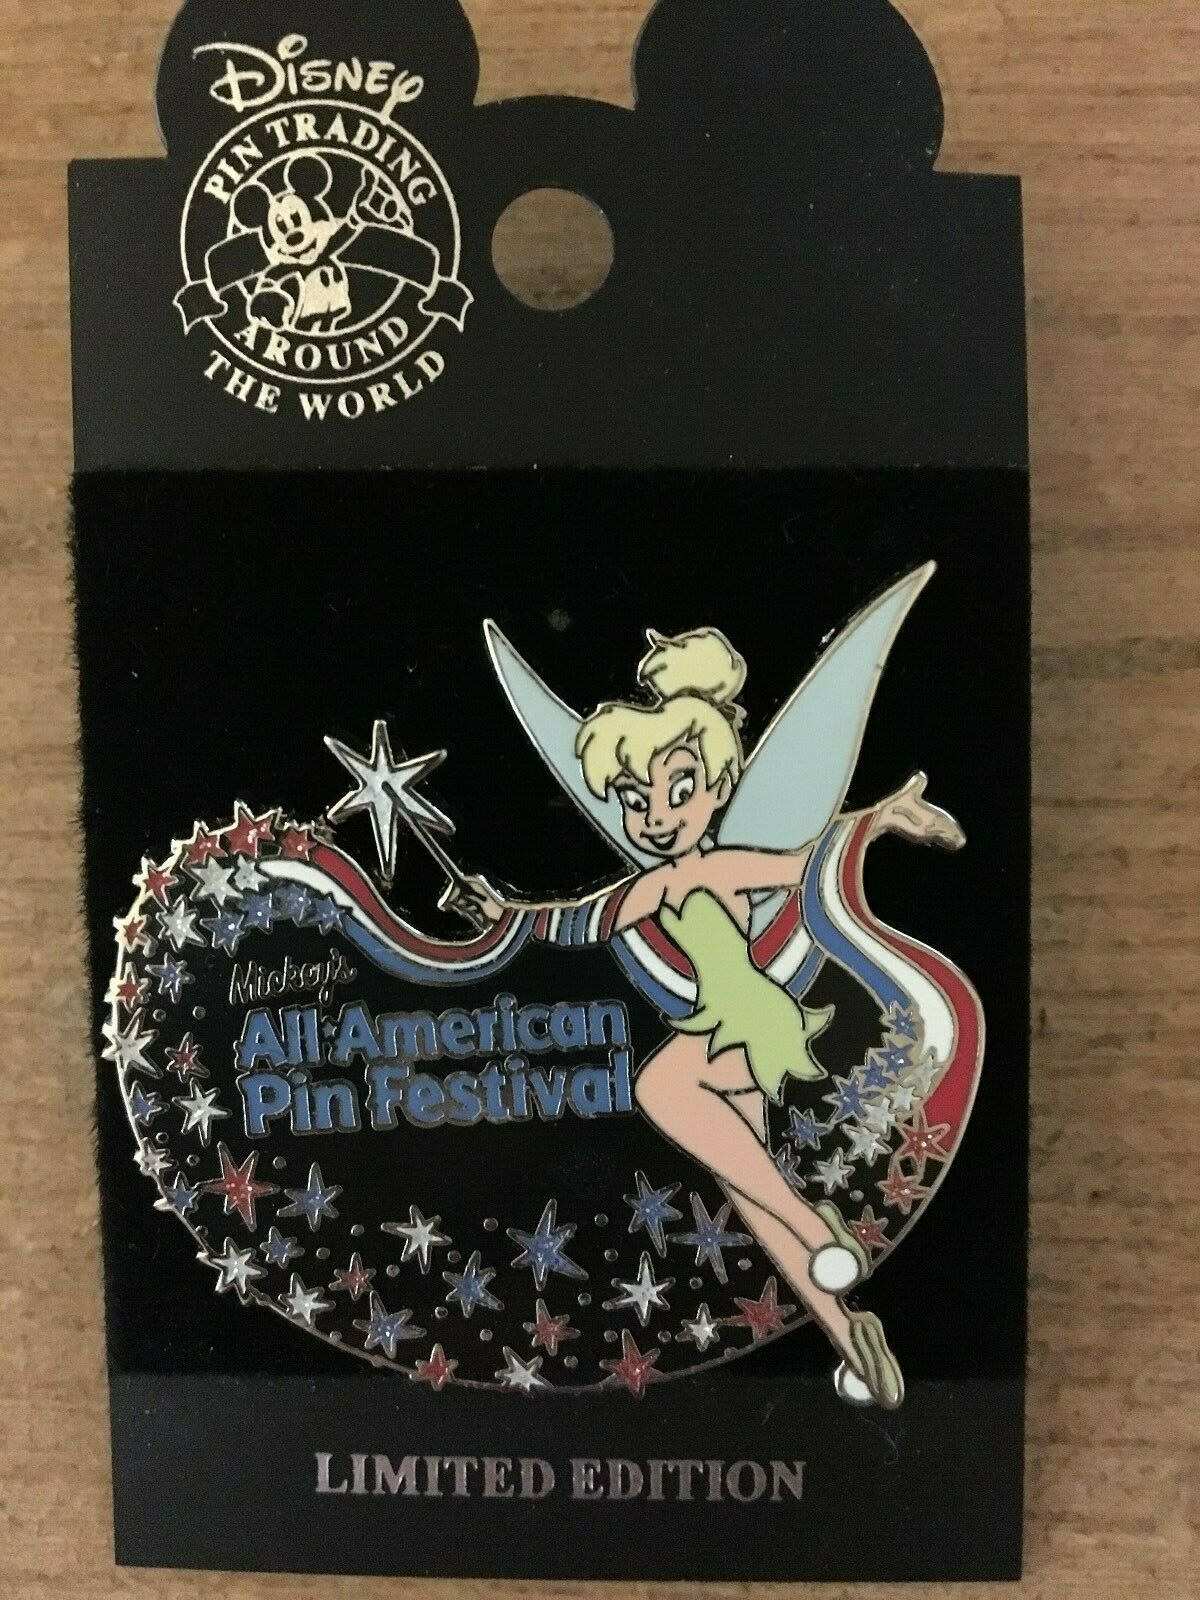 Disney
PIN TRADING
AROUND
THE WORLD
Mickey's
All★American
Pin Festival
LIMITED EDITION